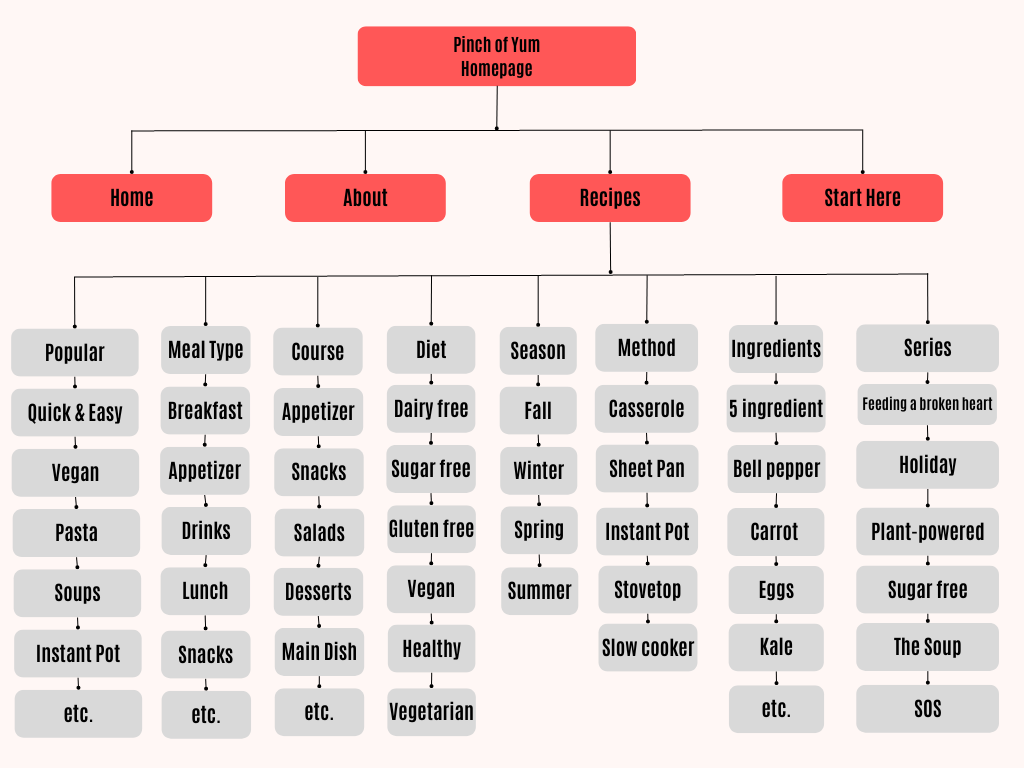 Pinch of Yum
Homepage
Home
About
Recipes
Start Here
Popular
Quick & Easy
Vegan
Pasta
Soups
Instant Pot
etc.
Meal Type
Breakfast
Appetizer
Drinks
Lunch
Snacks
etc.
Course
Appetizer
Snacks
Salads
Desserts
Main Dish
etc.
Diet
Dairy free
Sugar free
Gluten free
Vegan
Healthy
Vegetarian
Season
Fall
Winter
Spring
Summer
Method
Casserole
Sheet Pan
Instant Pot
Stovetop
Slow cooker
Ingredients
5 ingredient
Bell pepper
Carrot
Eggs
Kale
etc.
Series
Feeding a broken heart
Holiday
Plant-powered
Sugar free
The Soup
SOS